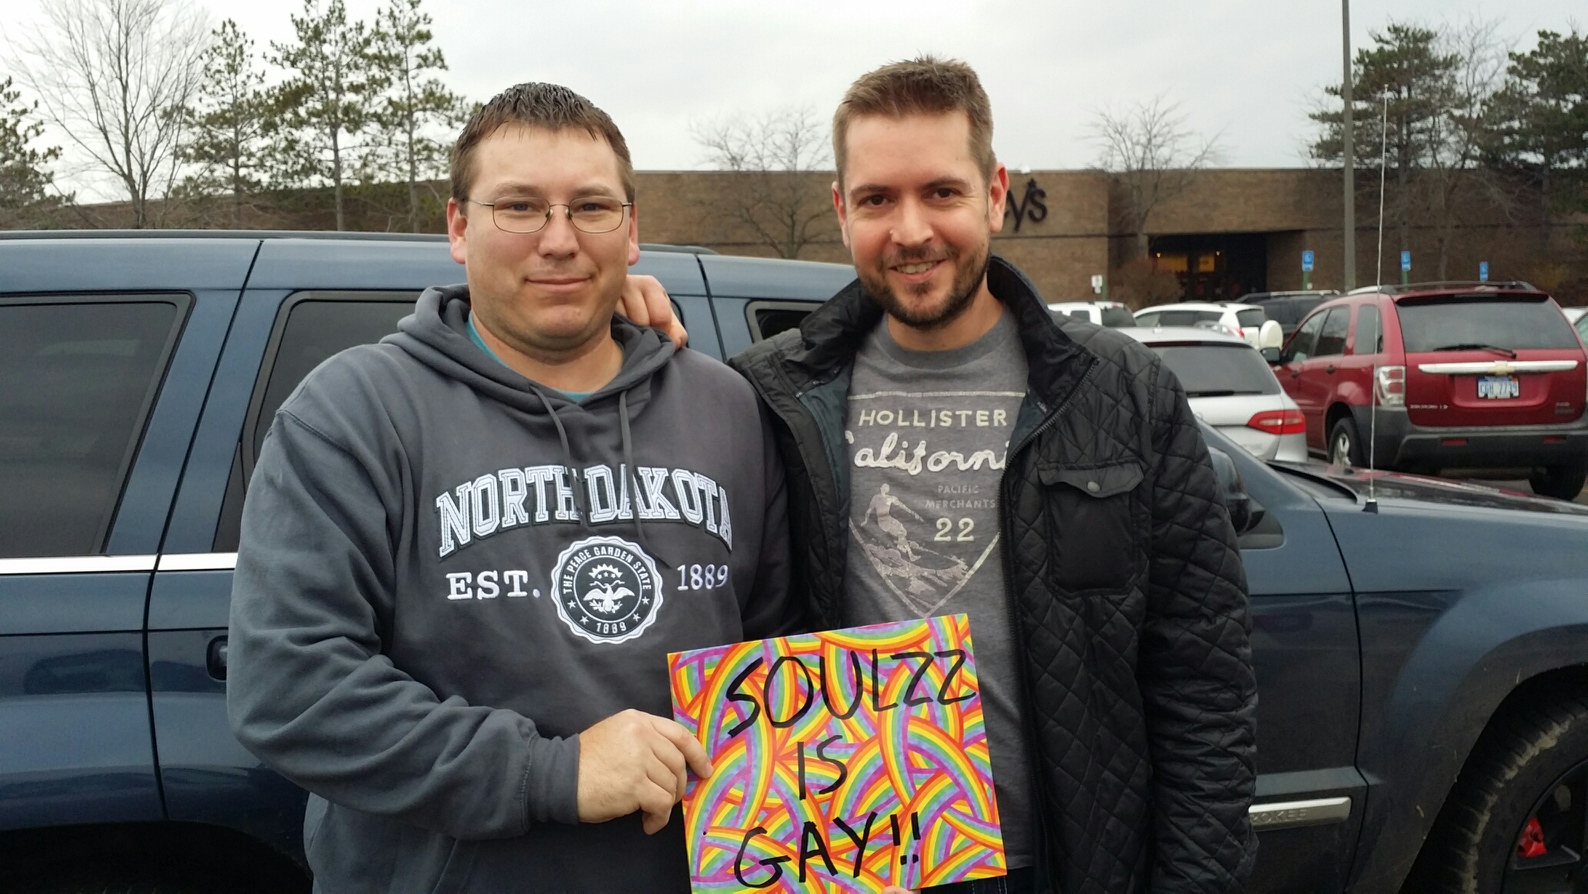 y's
NORTH DAKOTA
EST.
THE PEACE GARDEN STATE
1889
1889
HOLLISTER
California
PACIFIC
MERCHANTS
22
SOULZZ
IS
GAY!!